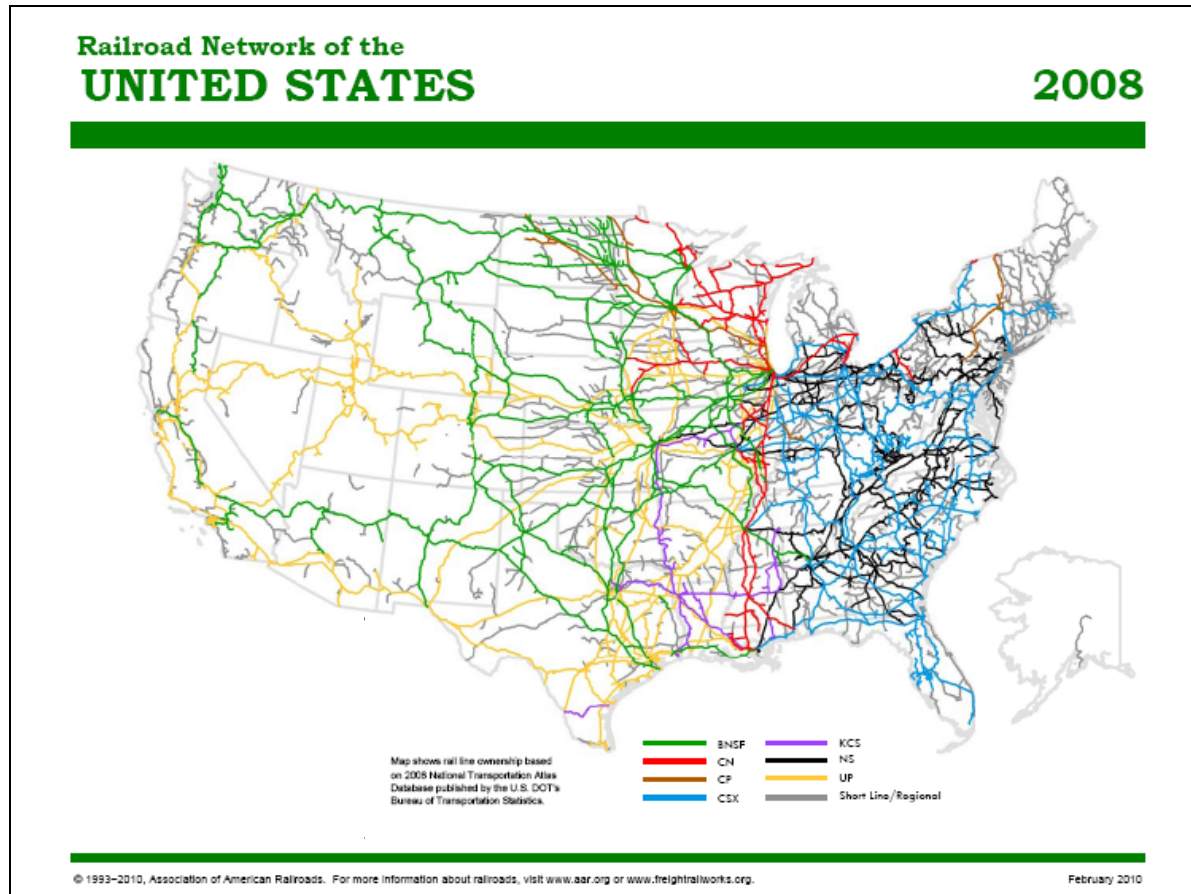 Railroad Network of the
UNITED STATES
2008
Map shows rail line ownership based
on 2008 National Transportation Atlas
Database published by the U.S. DOT's
Bureau of Transportation Statistics.
BNSF
CN
CP
CSX
KCS
NS
UP
Short Line/Regional
© 1993–2010, Association of American Railroads. For more information about railroads, visit www.aar.org or www.freightrailworks.org.
February 2010